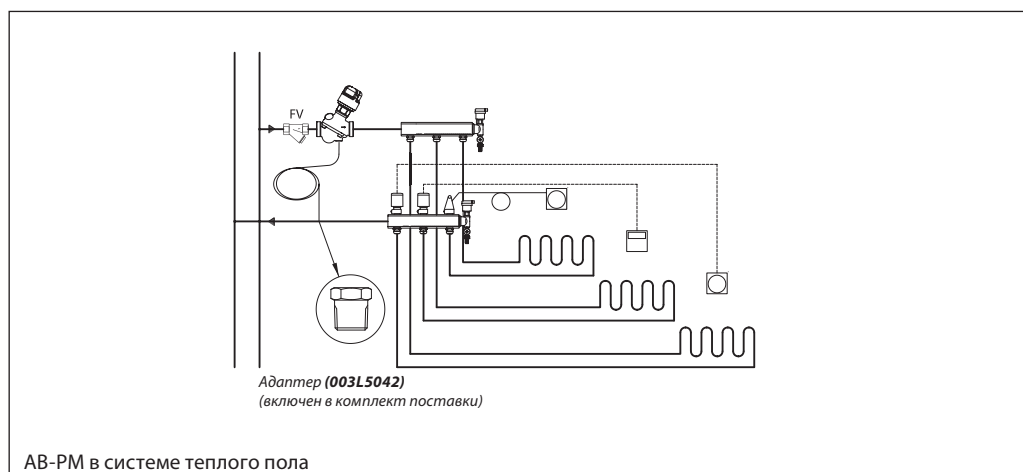 FV
Адаптер (003L5042)
(включен в комплект поставки)
AB-PM в системе теплого пола